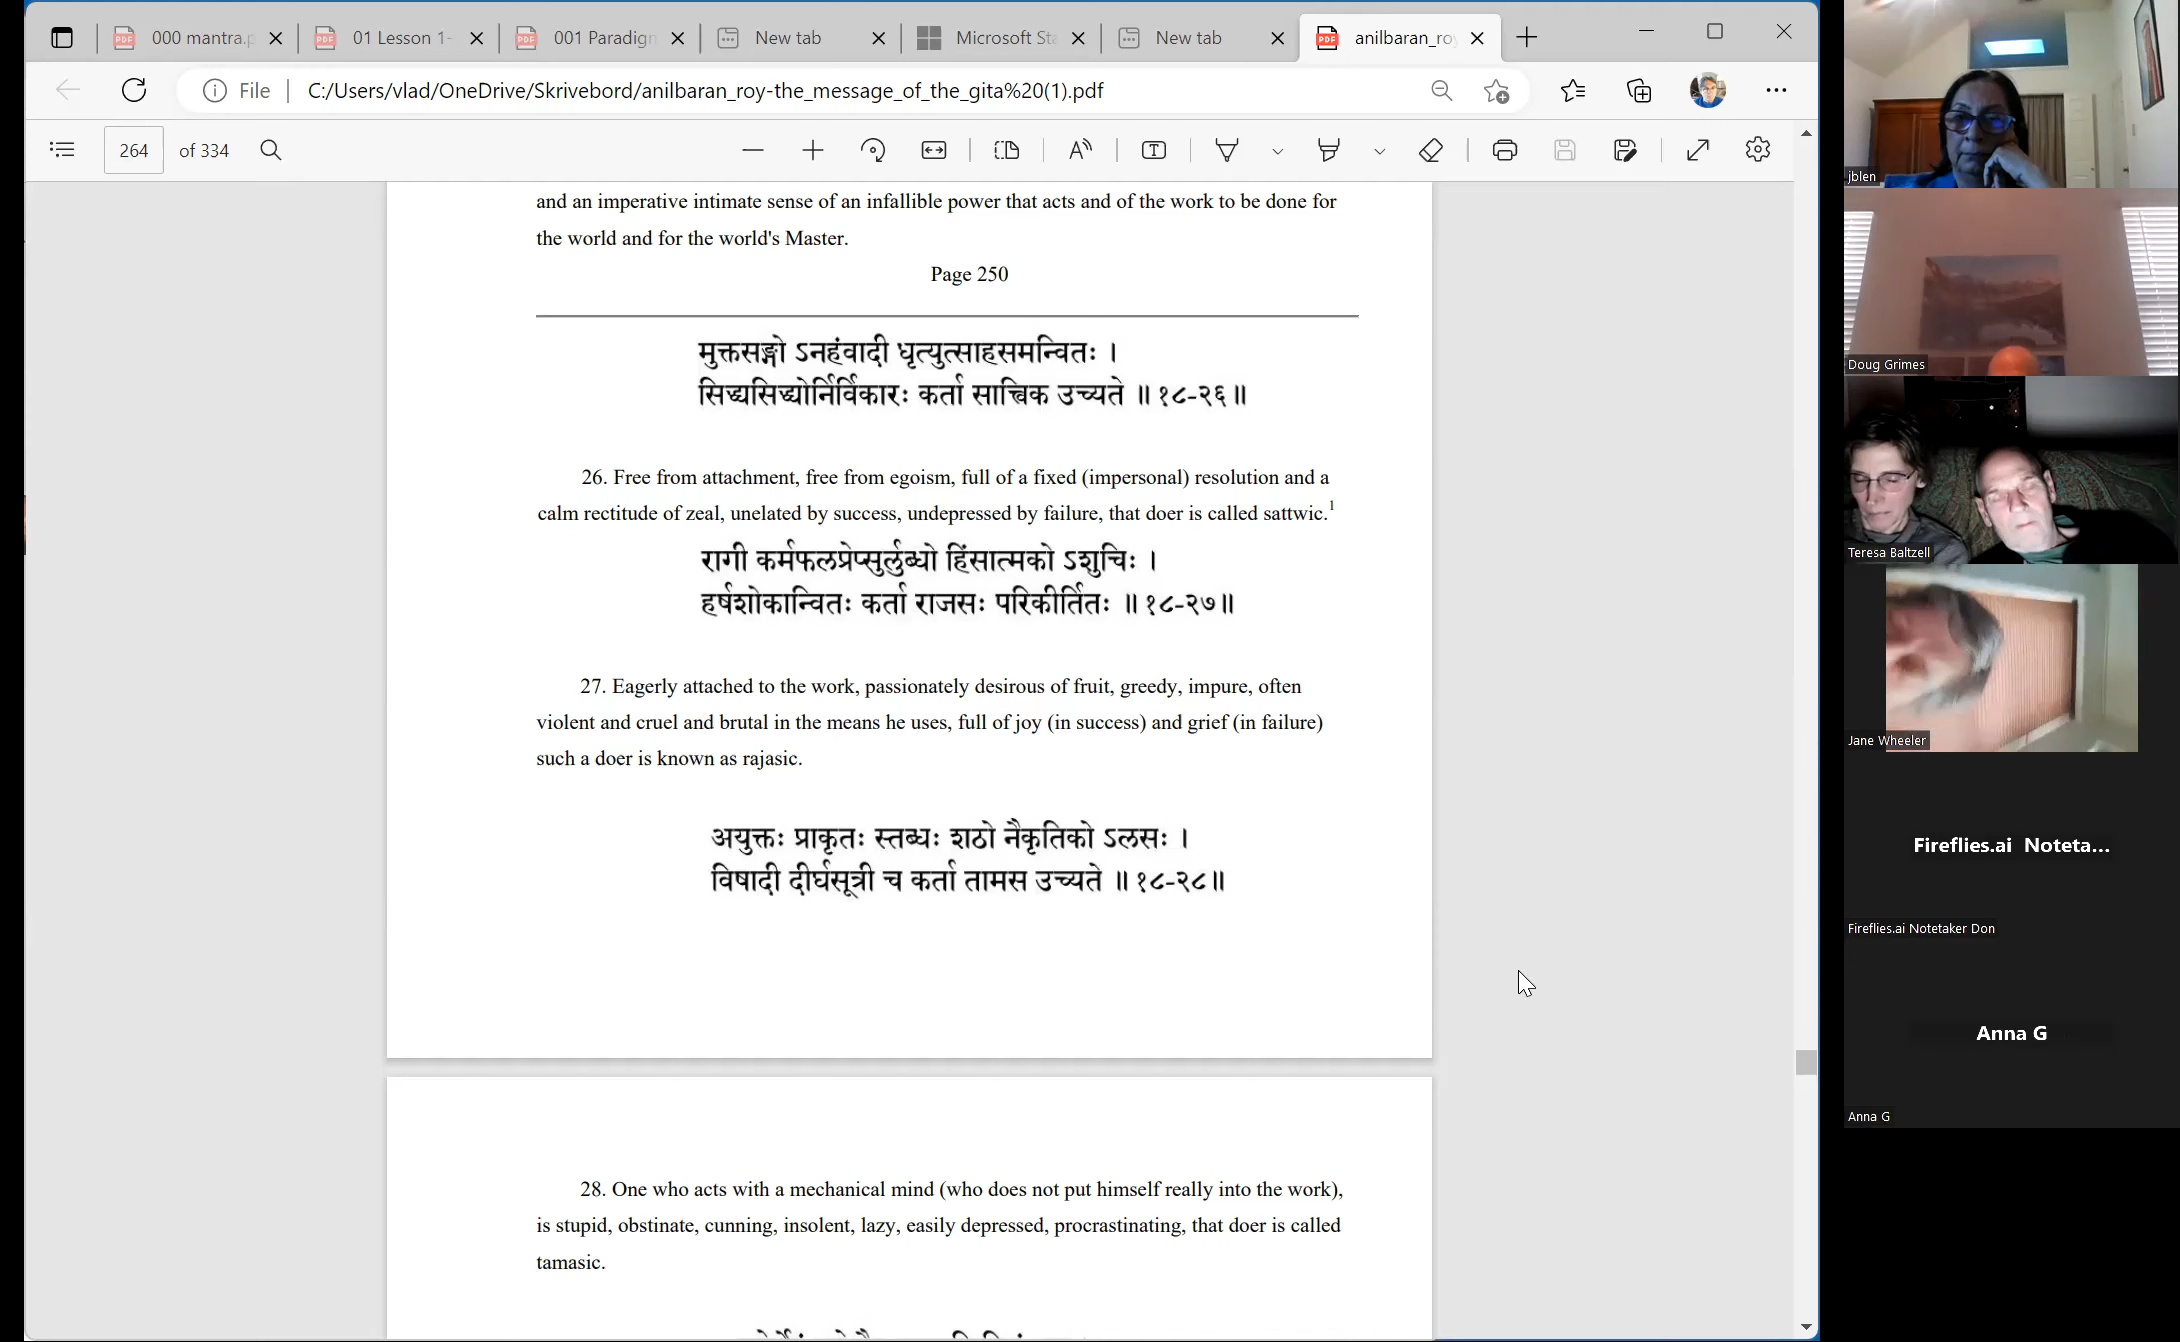 000 mantra.p
01 Lesson 1-
001 Paradign
New tab
Microsoft Sta
New tab
anilbaran_roy
File
C:/Users/vlad/OneDrive/Skrivebord/anilbaran_roy-the_message_of_the_gita%20(1).pdf
264 of 334
and an imperative intimate sense of an infallible power that acts and of the work to be done for
the world and for the world's Master.
Page 250
मुक्तसङ्गो ऽनहंवादी धृत्युत्साहसमन्वितः ।
सिद्ध्यसिद्ध्योर्निर्विकारः कर्ता सात्त्विक उच्यते ॥ १८-२६॥
26. Free from attachment, free from egoism, full of a fixed (impersonal) resolution and a
calm rectitude of zeal, unelated by success, undepressed by failure, that doer is called sattwic.1
रागी कर्मफलप्रेप्सुर्लुब्धो हिंसात्मको ऽशुचिः ।
हर्षशोकान्वितः कर्ता राजसः परिकीर्तितः ॥ १८-२७॥
27. Eagerly attached to the work, passionately desirous of fruit, greedy, impure, often
violent and cruel and brutal in the means he uses, full of joy (in success) and grief (in failure)
such a doer is known as rajasic.
अयुक्तः प्राकृतः स्तब्धः शठो नैकृतिको ऽलसः ।
विषादी दीर्घसूत्री च कर्ता तामस उच्यते ॥ १८-२८॥
28. One who acts with a mechanical mind (who does not put himself really into the work),
is stupid, obstinate, cunning, insolent, lazy, easily depressed, procrastinating, that doer is called
tamasic.
jblen
Doug Grimes
Teresa Baltzell
Jane Wheeler
Fireflies.ai Noteta...
Fireflies.ai Notetaker Don
Anna G
Anna G